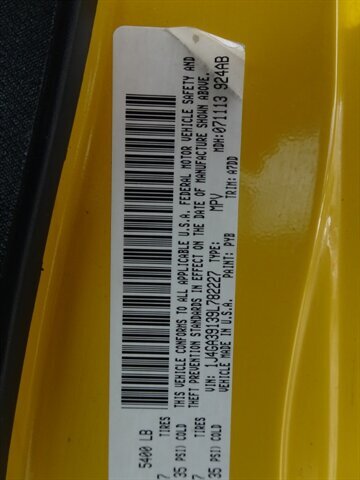 5400 LB
7 TIRES
35 PSI) COLD
7 TIRES
35 PSI) COLD
THIS VEHICLE CONFORMS TO ALL APPLICABLE U.S.A. FEDERAL MOTOR VEHICLE SAFETY AND
THEFT PREVENTION STANDARDS IN EFFECT ON THE DATE OF MANUFACTURE SHOWN ABOVE.
VIN: 1J4GA39139L782227 TYPE: MPV MDH: 071113 924AB
VEHICLE MADE IN U.S.A. PAINT: PYB TRIM: A7DD